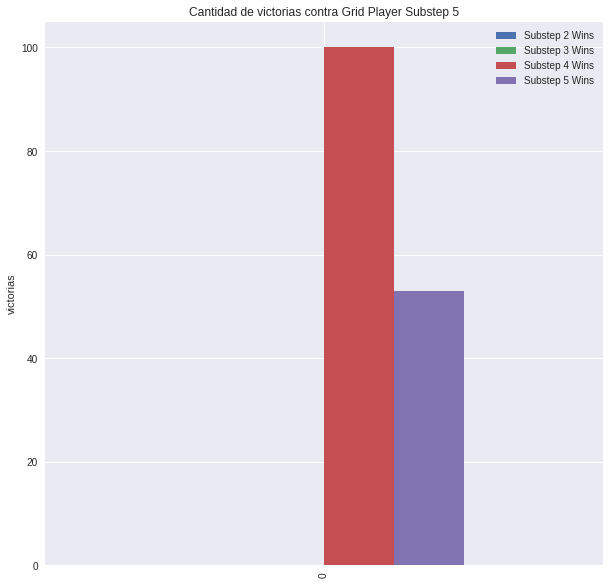 Cantidad de victorias contra Grid Player Substep 5
Substep 2 Wins
Substep 3 Wins
Substep 4 Wins
Substep 5 Wins
100
80
60
40
20
0
victorias
0